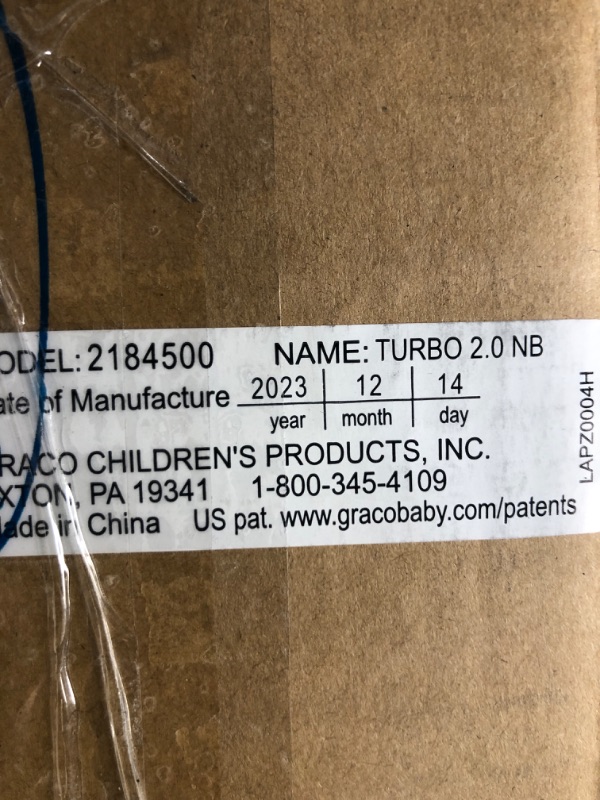 ODEL: 2184500 NAME: TURBO 2.0 NB
ate of Manufacture 2023 12 14
year month day
RACO CHILDREN'S PRODUCTS, INC.
XTON, PA 19341 1-800-345-4109
ade in China US pat. www.gracobaby.com/patents
LAPZ0004H